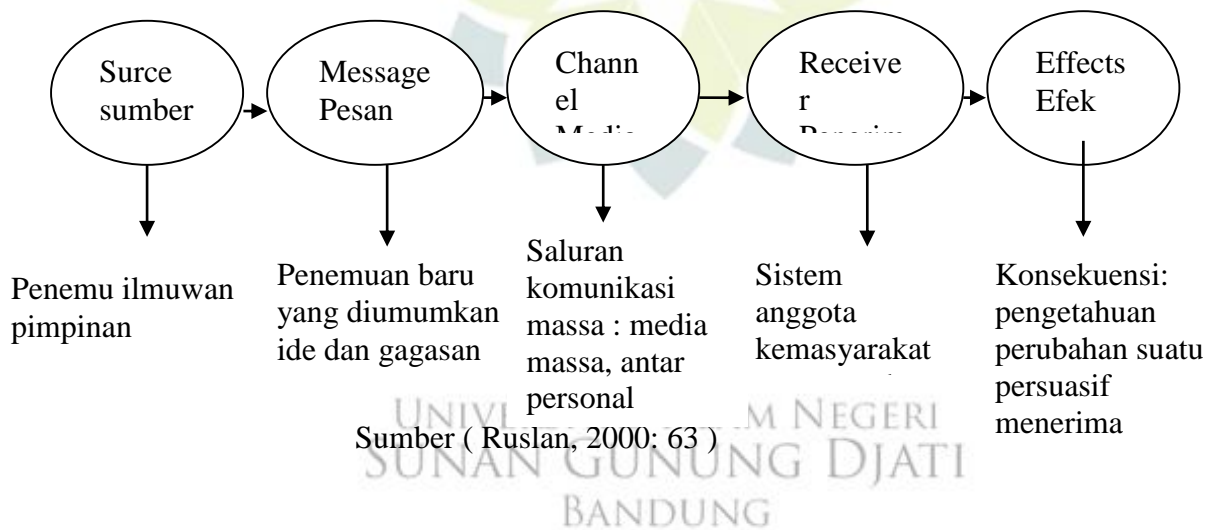 Surce
sumber
Message
Pesan
Chann
el
Media
Receive
r
Effects
Efek
Penemu ilmuwan
pimpinan
Penemuan baru
yang diumumkan
ide dan gagasan
Saluran
komunikasi
massa : media
massa, antar
personal
Sistem
anggota
kemasyarakat
Konsekuensi:
pengetahuan
perubahan suatu
persuasif
menerima
Sumber ( Ruslan, 2000: 63 )
NEGERI
SUNAN GUNUNG DJATI
BANDUNG